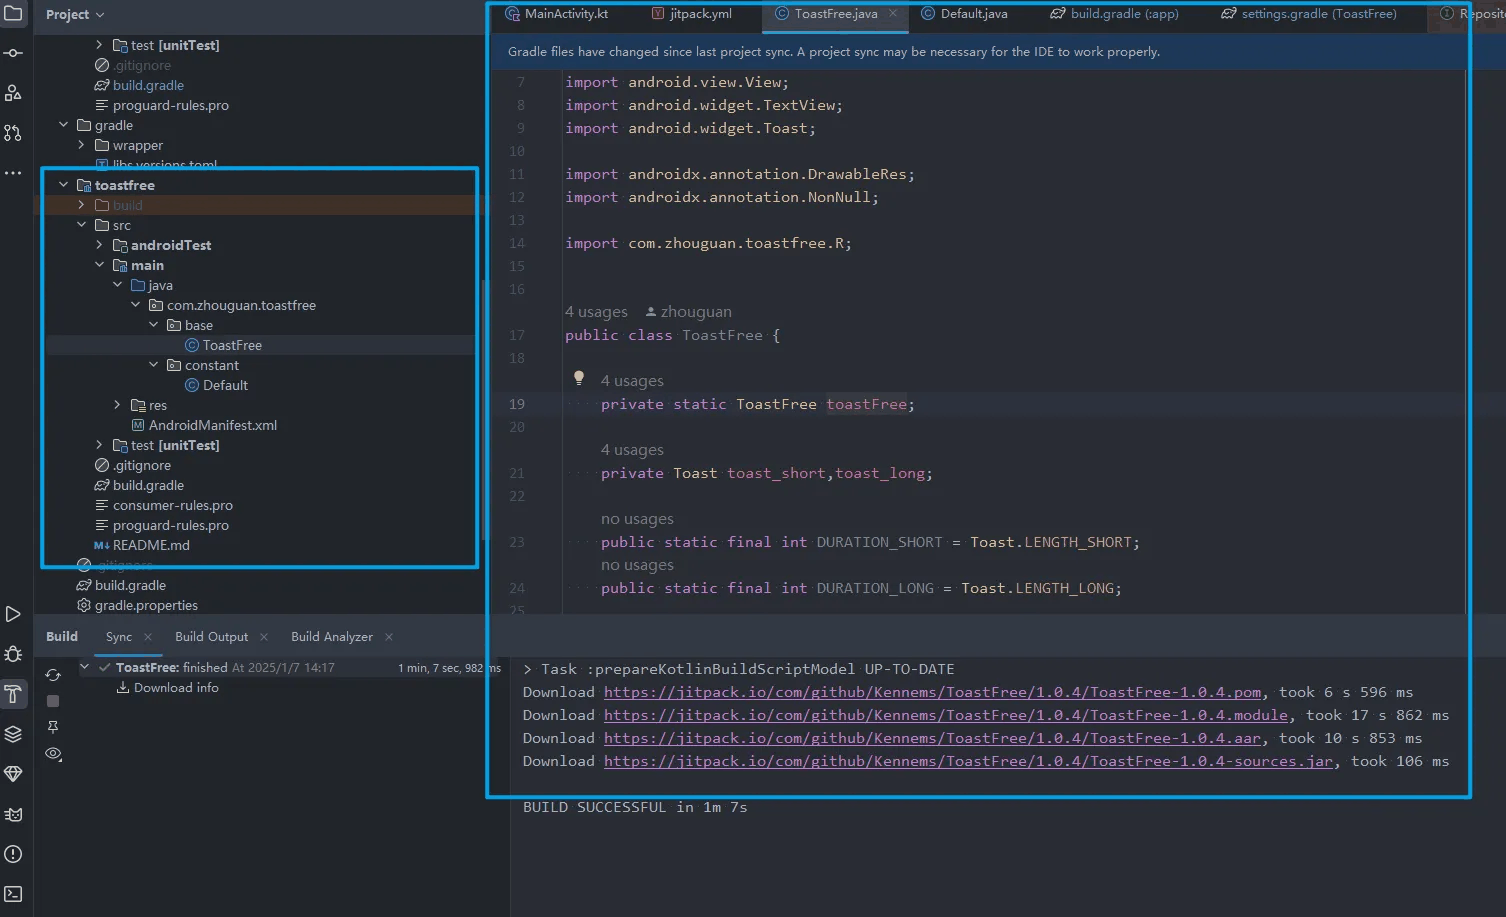 Project
test [unitTest]
.gitignore
build.gradle
proguard-rules.pro
gradle
wrapper
libs.versions.toml
toastfree
build
src
androidTest
main
java
com.zhouguan.toastfree
base
ToastFree
constant
Default
res
AndroidManifest.xml
test [unitTest]
.gitignore
build.gradle
consumer-rules.pro
proguard-rules.pro
README.md
.gitignore
build.gradle
gradle.properties
MainActivity.kt
jitpack.yml
ToastFree.java
Default.java
build.gradle (:app)
settings.gradle (ToastFree)
Reposit
Gradle files have changed since last project sync. A project sync may be necessary for the IDE to work properly.
7 import android.view.View;
8 import android.widget.TextView;
9 import android.widget.Toast;
10
11 import androidx.annotation.DrawableRes;
12 import androidx.annotation.NonNull;
13
14 import com.zhouguan.toastfree.R;
15
16
4 usages zhouguan
17 public class ToastFree {
18
4 usages
19 private static ToastFree toastFree;
20
4 usages
21 private Toast toast_short,toast_long;
22
no usages
23 public static final int DURATION_SHORT = Toast.LENGTH_SHORT;
no usages
24 public static final int DURATION_LONG = Toast.LENGTH_LONG;
25
Build Sync Build Output Build Analyzer
ToastFree: finished At 2025/1/7 14:17 1 min, 7 sec, 982 ms
Download info
> Task :prepareKotlinBuildScriptModel UP-TO-DATE
Download https://jitpack.io/com/github/Kennems/ToastFree/1.0.4/ToastFree-1.0.4.pom, took 6 s 596 ms
Download https://jitpack.io/com/github/Kennems/ToastFree/1.0.4/ToastFree-1.0.4.module, took 17 s 862 ms
Download https://jitpack.io/com/github/Kennems/ToastFree/1.0.4/ToastFree-1.0.4.aar, took 10 s 853 ms
Download https://jitpack.io/com/github/Kennems/ToastFree/1.0.4/ToastFree-1.0.4-sources.jar, took 106 ms
BUILD SUCCESSFUL in 1m 7s